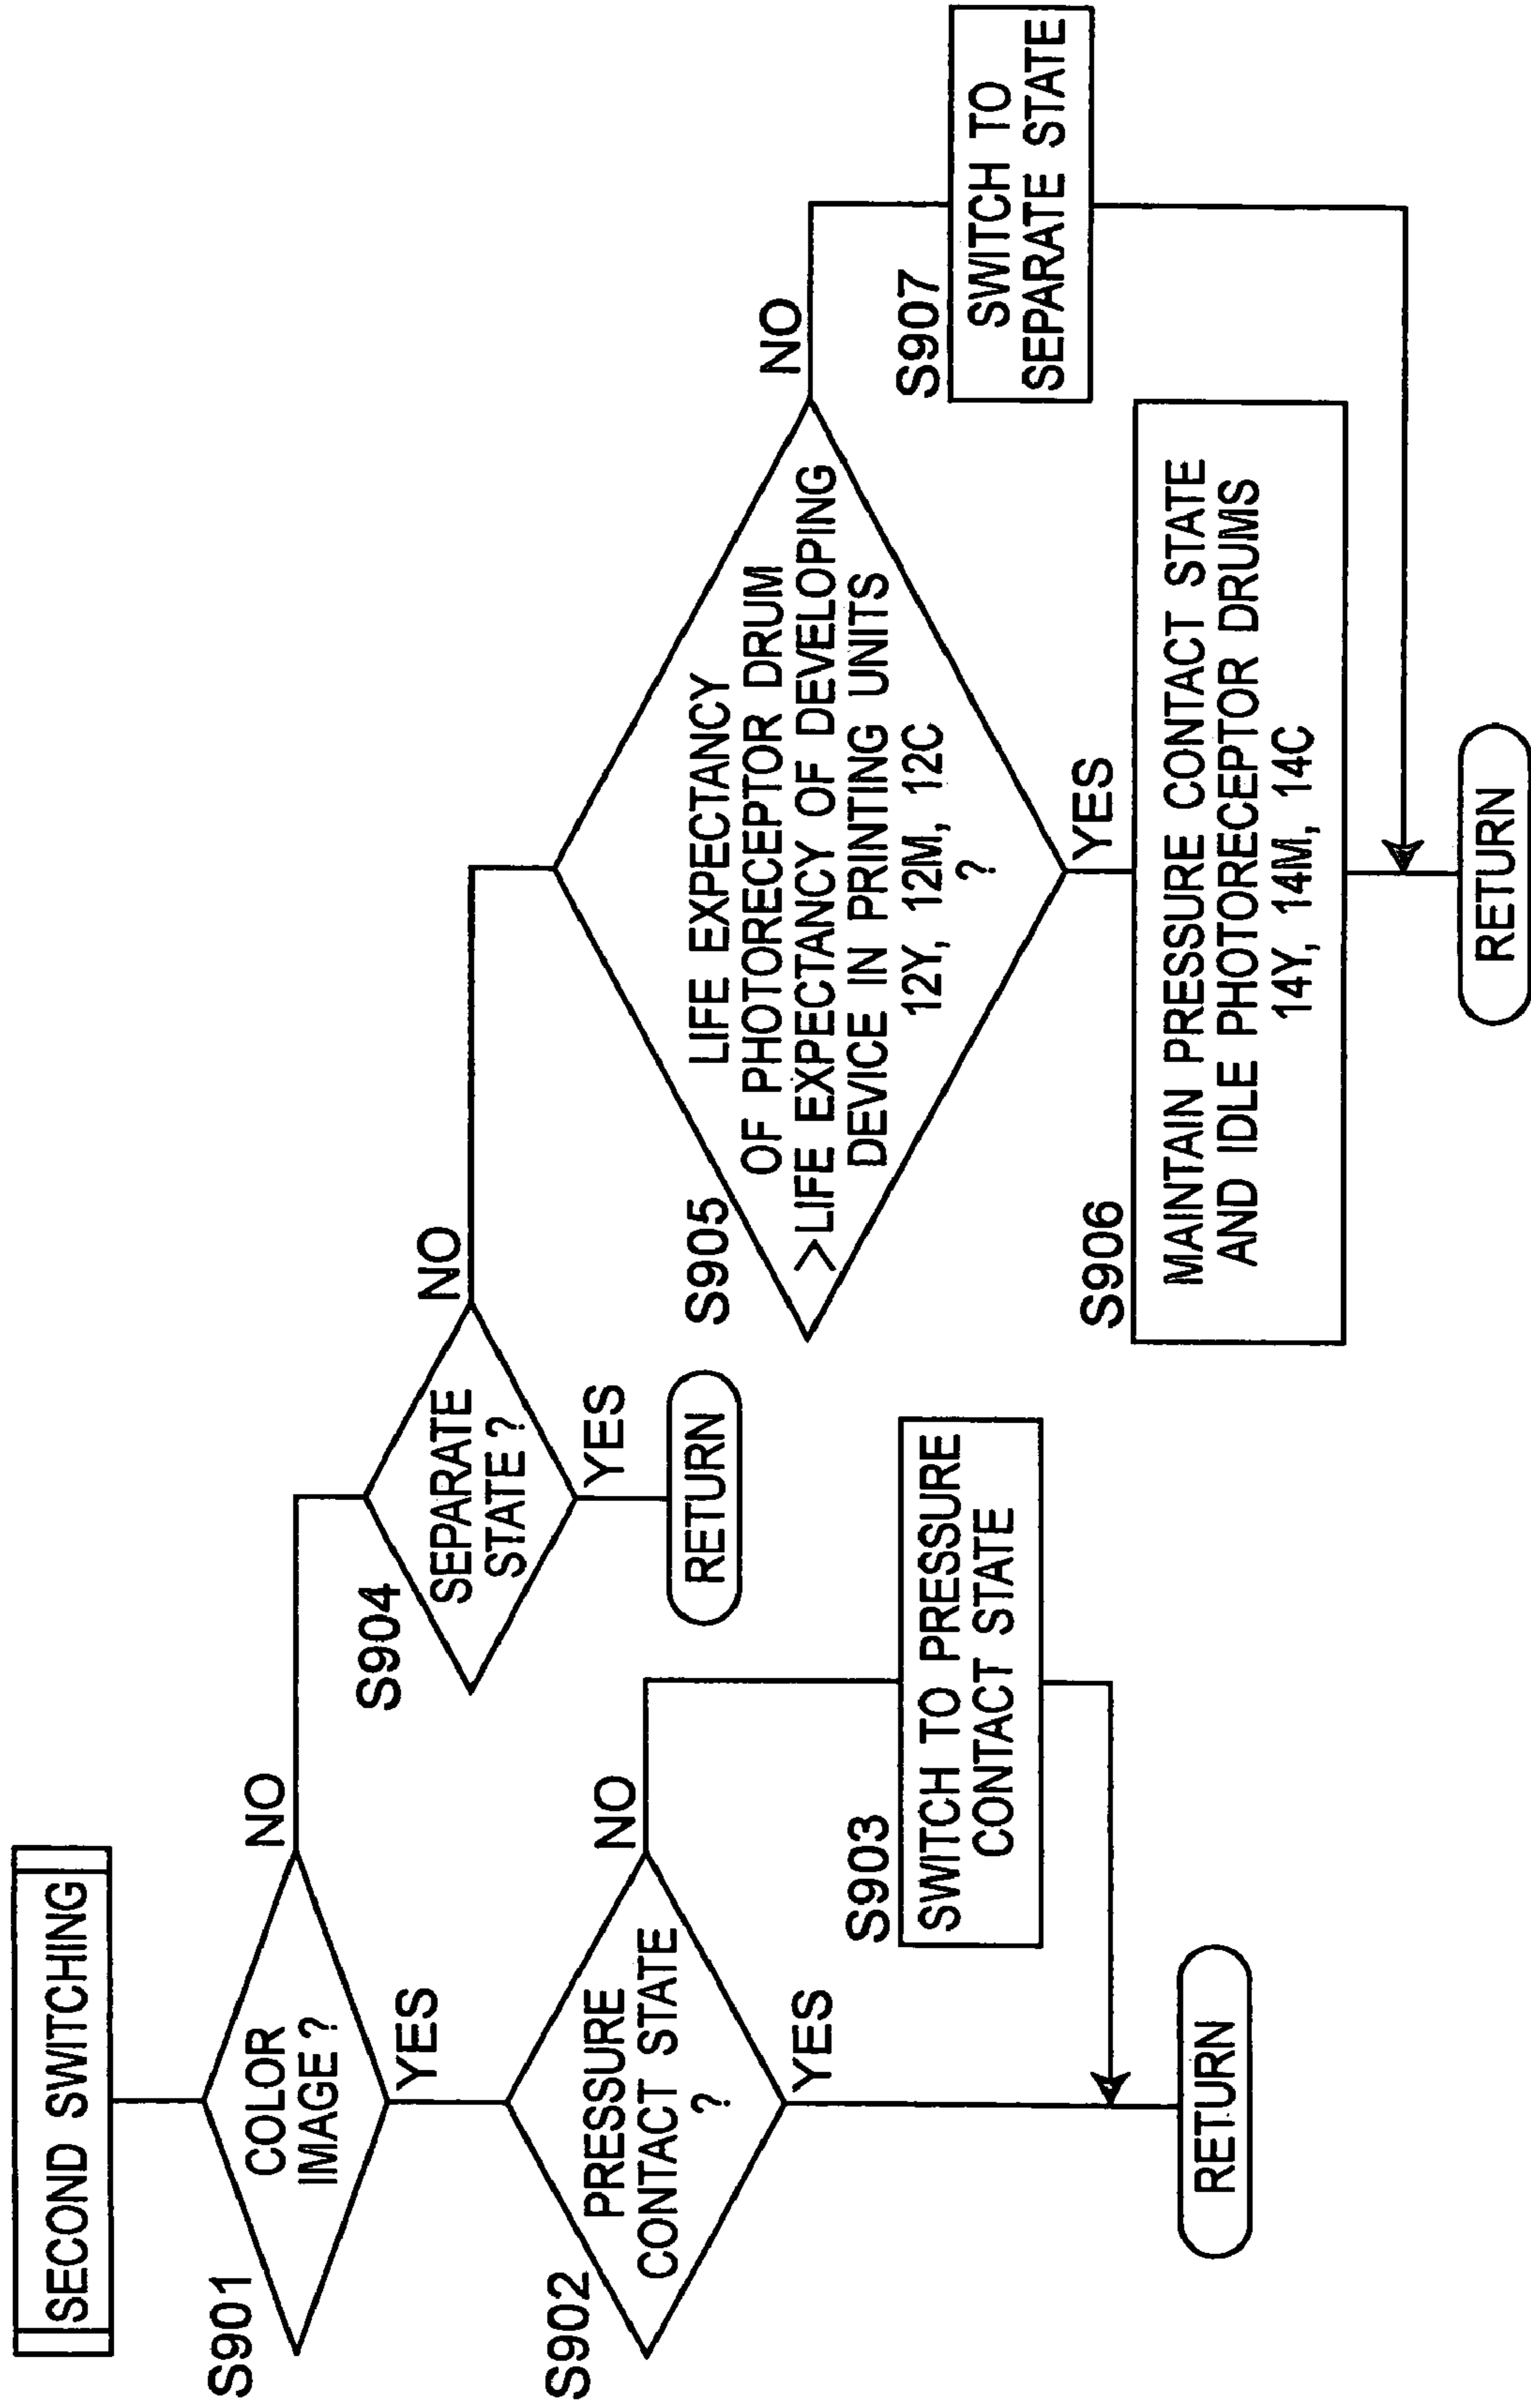 SECOND SWITCHING
S901
COLOR
IMAGE ?
NO
YES
S902
PRESSURE
CONTACT STATE
?
NO
YES
S903
SWITCH TO PRESSURE
CONTACT STATE
RETURN
S904
SEPARATE
STATE ?
NO
YES
RETURN
S905
LIFE EXPECTANCY
OF PHOTORECEPTOR DRUM
>LIFE EXPECTANCY OF DEVELOPING
DEVICE IN PRINTING UNITS
12Y, 12M, 12C
?
NO
YES
S906
MAINTAIN PRESSURE CONTACT STATE
AND IDLE PHOTORECEPTOR DRUMS
14Y, 14M, 14C
S907
SWITCH TO
SEPARATE STATE
RETURN